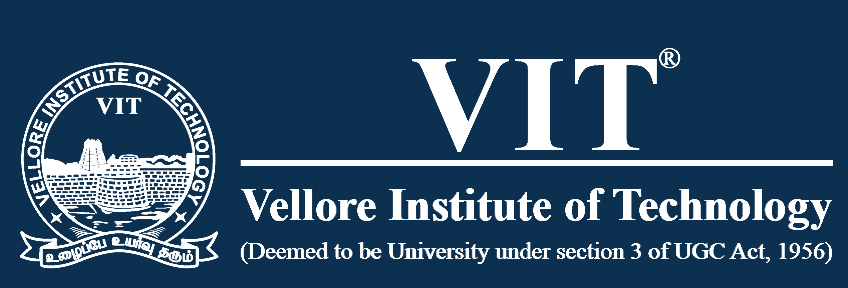 VELLORE INSTITUTE OF TECHNOLOGY
VIT
உழைப்பே உயர்வு தரும்
VIT®
Vellore Institute of Technology
(Deemed to be University under section 3 of UGC Act, 1956)